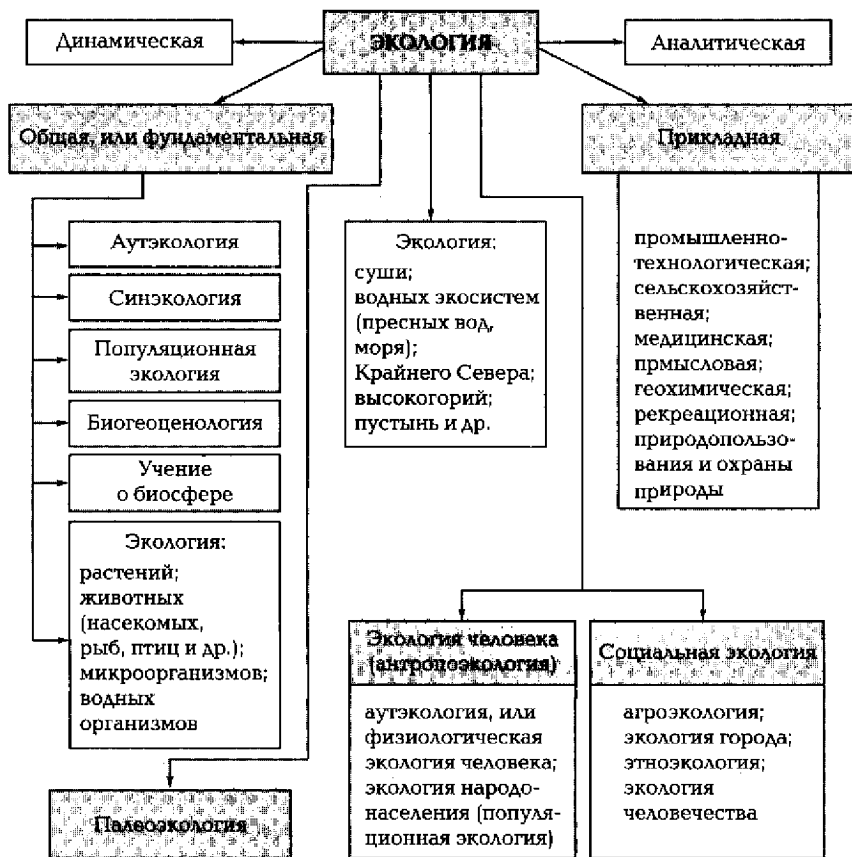 ЭКОЛОГИЯ
Динамическая
Аналитическая
Общая, или фундаментальная
Прикладная
Аутэкология
Синэкология
Популяционная
экология
Биогеоценология
Учение
о биосфере
Экология:
растений;
животных
(насекомых,
рыб, птиц и др.);
микроорганизмов;
водных
организмов
Палеоэкология
Экология:
суши;
водных экосистем
(пресных вод,
моря);
Крайнего Севера;
высокогорий;
пустынь и др.
промышленно-
технологическая;
сельскохозяйст-
венная;
медицинская;
прмысловая;
геохимическая;
рекреационная;
природопользо-
вания и охраны
природы
Экология человека
(антропоэкология)
аутэкология, или
физиологическая
экология человека;
экология народо-
населения (популя-
ционная экология)
Социальная экология
агроэкология;
экология города;
этноэкология;
экология
человечества